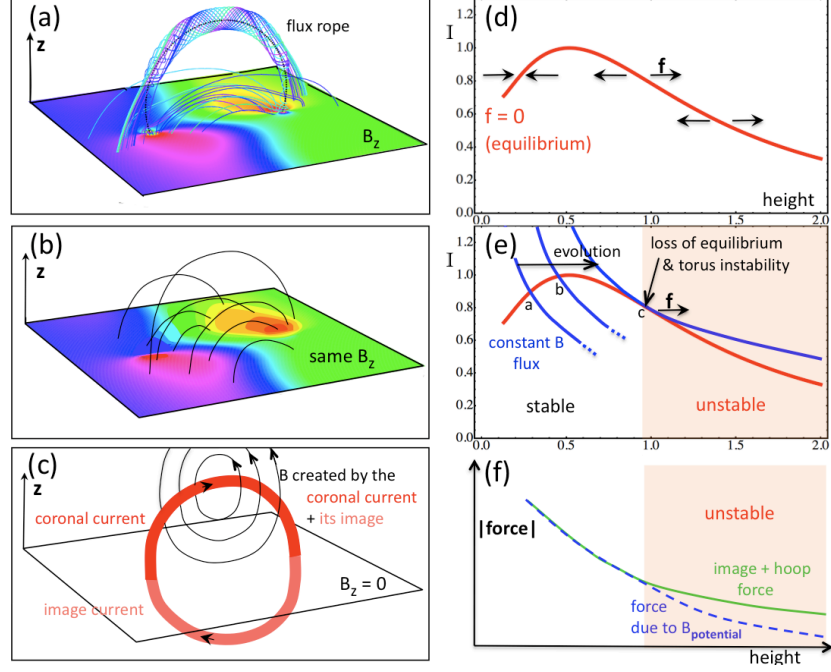 (a)
z
flux rope
Bz
(b)
z
same Bz
(c)
z
B created by the
coronal current
+ its image
coronal current
image current
Bz = 0
(d)
I
1.2
1.0
0.8
0.6
0.4
0.2
0.0
f
f = 0
(equilibrium)
height
0.0 0.5 1.0 1.5 2.0
(e)
I
1.2
1.0
0.8
0.6
0.4
0.2
0.0
evolution
loss of equilibrium
& torus instability
a
b
c
f
constant B
flux
stable
unstable
0.0 0.5 1.0 1.5 2.0
(f)
|force|
unstable
image + hoop
force
force
due to Bpotential
height